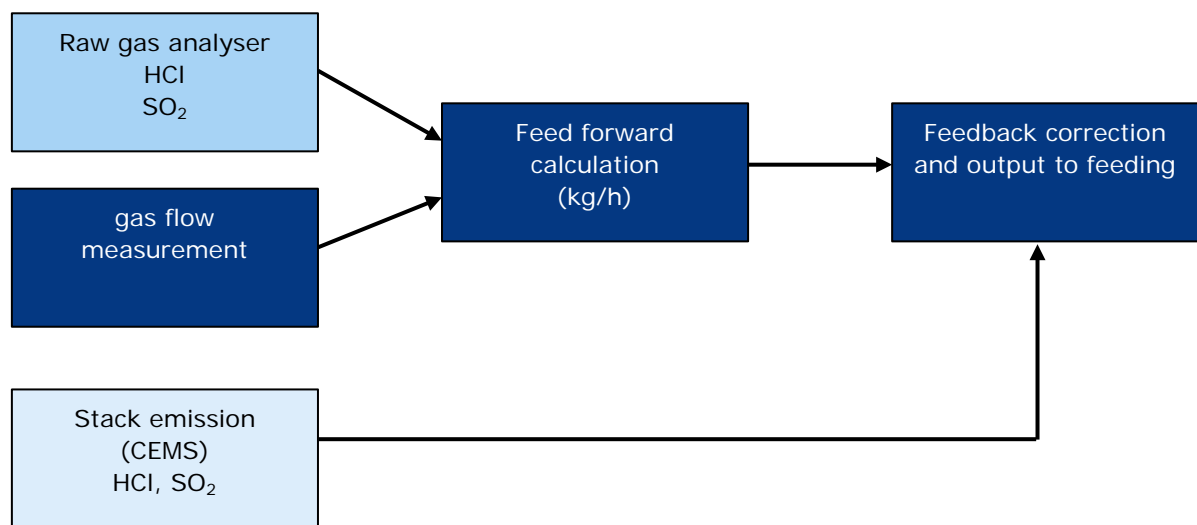 Raw gas analyser
HCl
SO₂
gas flow
measurement
Feed forward
calculation
(kg/h)
Feedback correction
and output to feeding
Stack emission
(CEMS)
HCl, SO₂